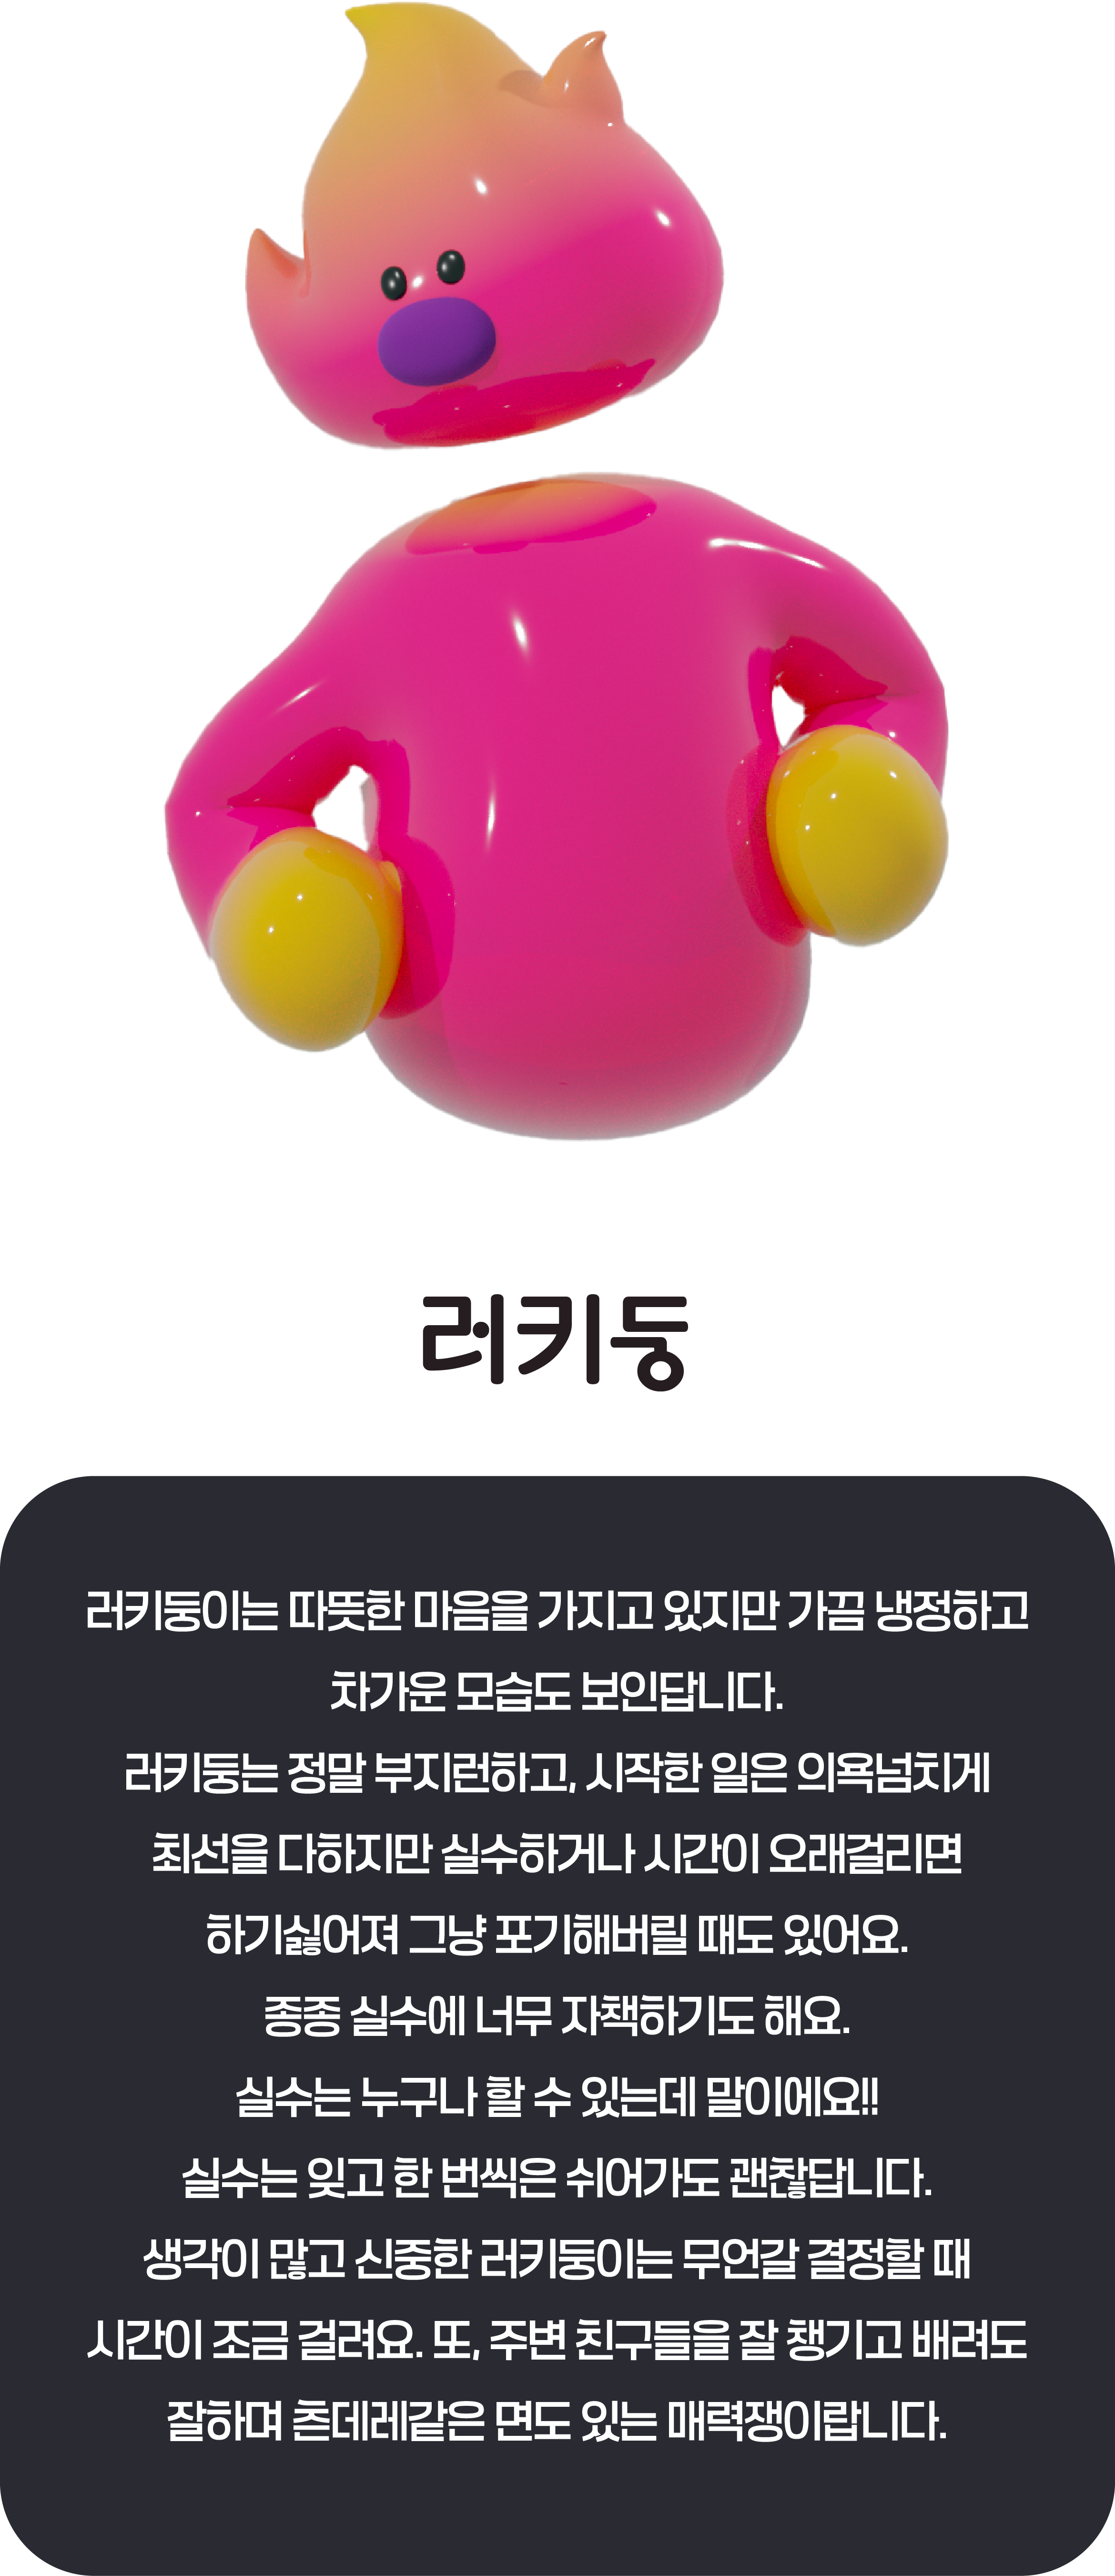 러키둥
러키둥이는 따뜻한 마음을 가지고 있지만 가끔 냉정하고
차가운 모습도 보인답니다.
러키둥는 정말 부지런하고, 시작한 일은 의욕넘치게
최선을 다하지만 실수하거나 시간이 오래걸리면
하기싫어져 그냥 포기해버릴 때도 있어요.
종종 실수에 너무 자책하기도 해요.
실수는 누구나 할 수 있는데 말이에요!!
실수는 잊고 한 번씩은 쉬어가도 괜찮답니다.
생각이 많고 신중한 러키둥이는 무언갈 결정할 때
시간이 조금 걸려요. 또, 주변 친구들을 잘 챙기고 배려도
잘하며 츤데레같은 면도 있는 매력쟁이랍니다.